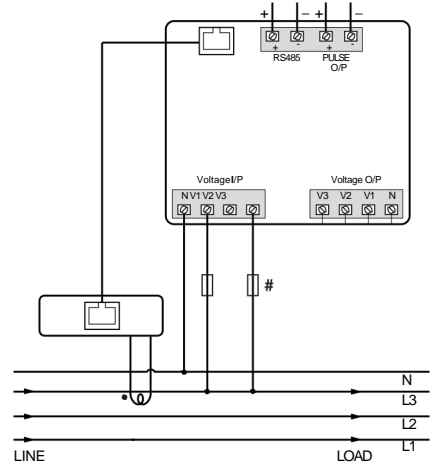 + – + –
+ - + -
RS485 PULSE O/P
VoltageI/P Voltage O/P
N V1 V2 V3 V3 V2 V1 N
#
N
L3
L2
L1
LINE LOAD